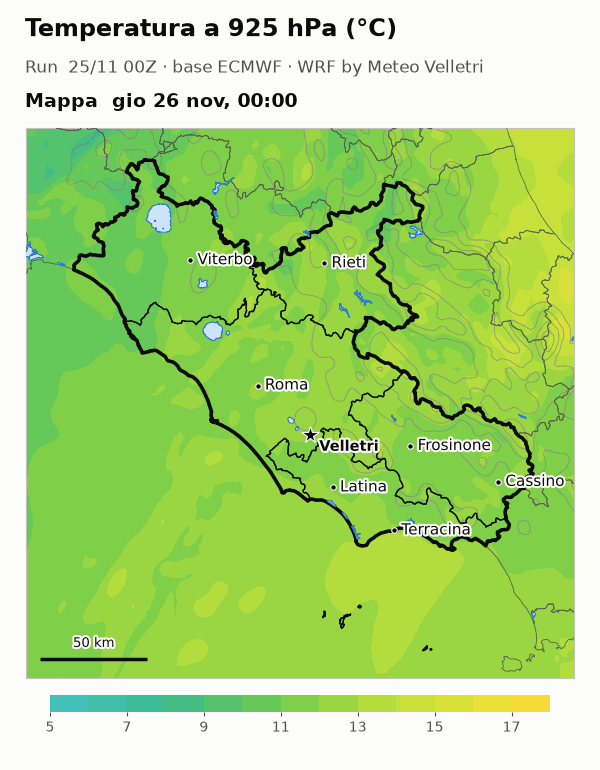 Temperatura a 925 hPa (°C)
Run 25/11 00Z · base ECMWF · WRF by Meteo Velletri
Mappa gio 26 nov, 00:00
Viterbo
Rieti
Roma
Velletri
Frosinone
Latina
Cassino
Terracina
50 km
5 7 9 11 13 15 17